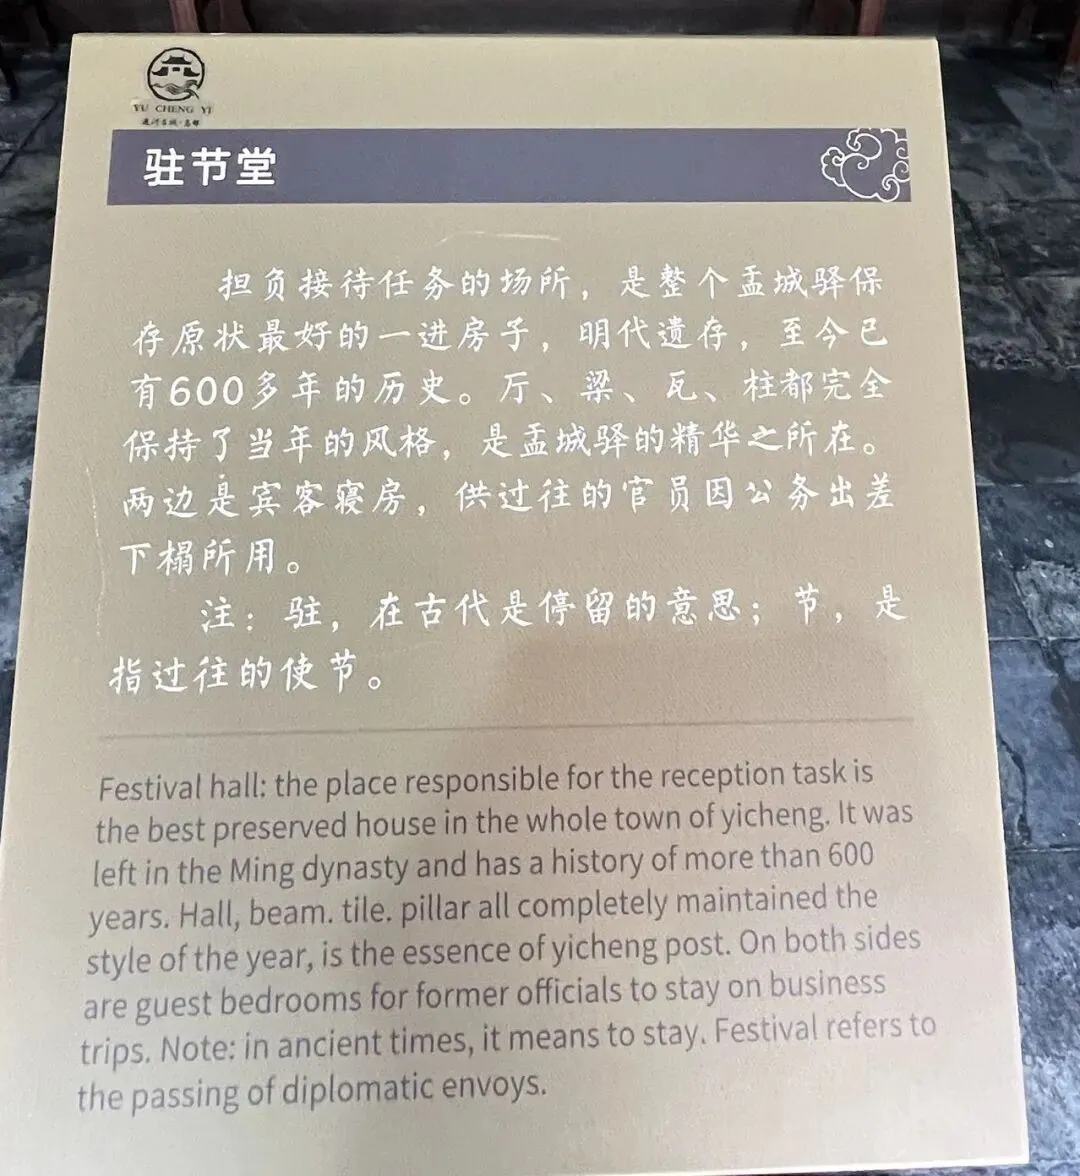 YU CHENG YI
驻节堂
担负接待任务的场所，是整个盂城驿保
存原状最好的一进房子，明代遗存，至今已
有600多年的历史。厅、梁、瓦、柱都完全
保持了当年的风格，是盂城驿的精华之所在。
两边是宾客寝房，供过往的官员因公务出差
下榻所用。
注：驻，在古代是停留的意思；节，是
指过往的使节。
Festival hall: the place responsible for the reception task is
the best preserved house in the whole town of yicheng. It was
left in the Ming dynasty and has a history of more than 600
years. Hall, beam. tile. pillar all completely maintained the
style of the year, is the essence of yicheng post. On both sides
are guest bedrooms for former officials to stay on business
trips. Note: in ancient times, it means to stay. Festival refers to
the passing of diplomatic envoys.